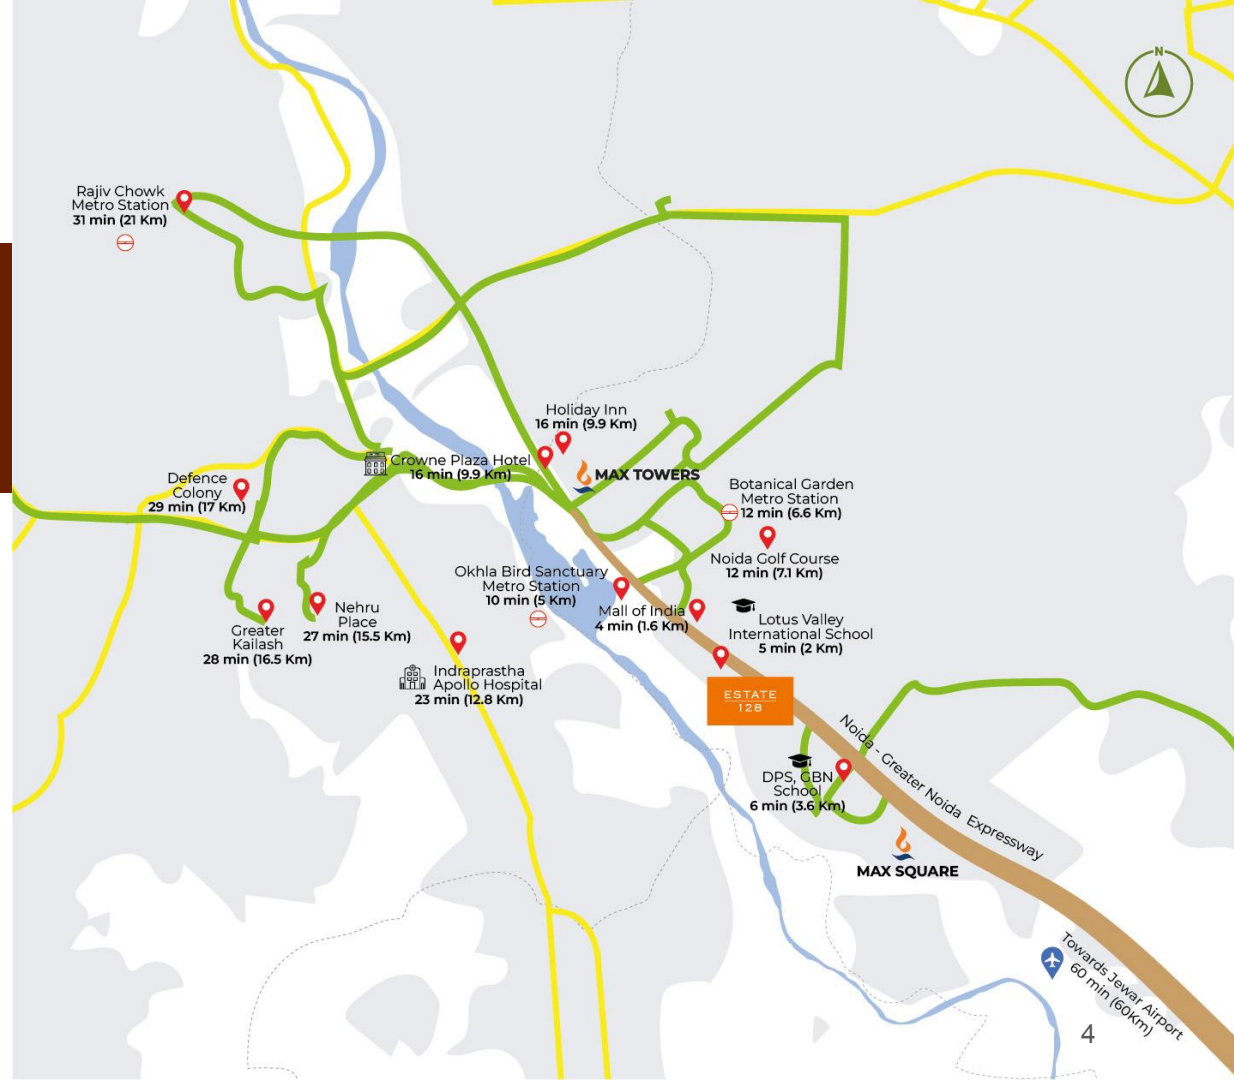 N
Rajiv Chowk
Metro Station
31 min (21 Km)
Holiday Inn
16 min (9.9 Km)
Crowne Plaza Hotel
16 min (9.9 Km)
MAX TOWERS
Defence
Colony
29 min (17 Km)
Botanical Garden
Metro Station
12 min (6.6 Km)
Noida Golf Course
12 min (7.1 Km)
Okhla Bird Sanctuary
Metro Station
10 min (5 Km)
Mall of India
4 min (1.6 Km)
Nehru
Place
27 min (15.5 Km)
Greater
Kailash
28 min (16.5 Km)
Lotus Valley
International School
5 min (2 Km)
Indraprastha
Apollo Hospital
23 min (12.8 Km)
ESTATE
128
Noida - Greater Noida Expressway
DPS, GBN
School
6 min (3.6 Km)
MAX SQUARE
Towards Jewar Airport
60 min (60Km)
4